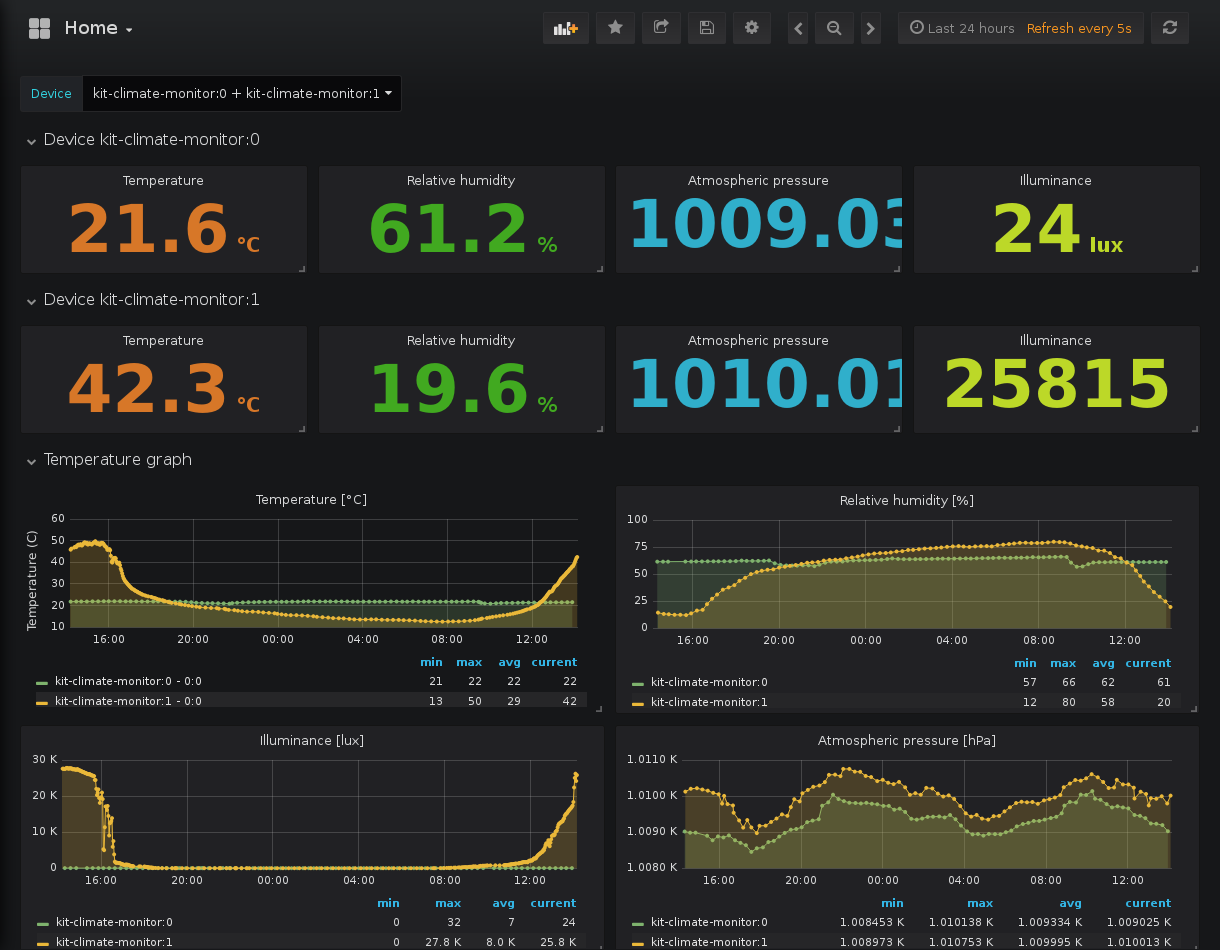 Home
Last 24 hours Refresh every 5s
Device kit-climate-monitor:0 + kit-climate-monitor:1
Device kit-climate-monitor:0
Temperature Relative humidity Atmospheric pressure Illuminance
21.6 °C 61.2 % 1009.03 24 lux
Device kit-climate-monitor:1
Temperature Relative humidity Atmospheric pressure Illuminance
42.3 °C 19.6 % 1010.01 25815
Temperature graph
Temperature [°C]
Temperature (C)
60
50
40
30
20
10
16:00 20:00 00:00 04:00 08:00 12:00
min max avg current
kit-climate-monitor:0 - 0:0 21 22 22 22
kit-climate-monitor:1 - 0:0 13 50 29 42
Relative humidity [%]
100
75
50
25
0
16:00 20:00 00:00 04:00 08:00 12:00
min max avg current
kit-climate-monitor:0 57 66 62 61
kit-climate-monitor:1 12 80 58 20
Illuminance [lux]
30 K
20 K
10 K
0
16:00 20:00 00:00 04:00 08:00 12:00
min max avg current
kit-climate-monitor:0 0 32 7 24
kit-climate-monitor:1 0 27.8 K 8.0 K 25.8 K
Atmospheric pressure [hPa]
1.0110 K
1.0100 K
1.0090 K
1.0080 K
16:00 20:00 00:00 04:00 08:00 12:00
min max avg current
kit-climate-monitor:0 1.008453 K 1.010138 K 1.009334 K 1.009025 K
kit-climate-monitor:1 1.008973 K 1.010753 K 1.009995 K 1.010013 K